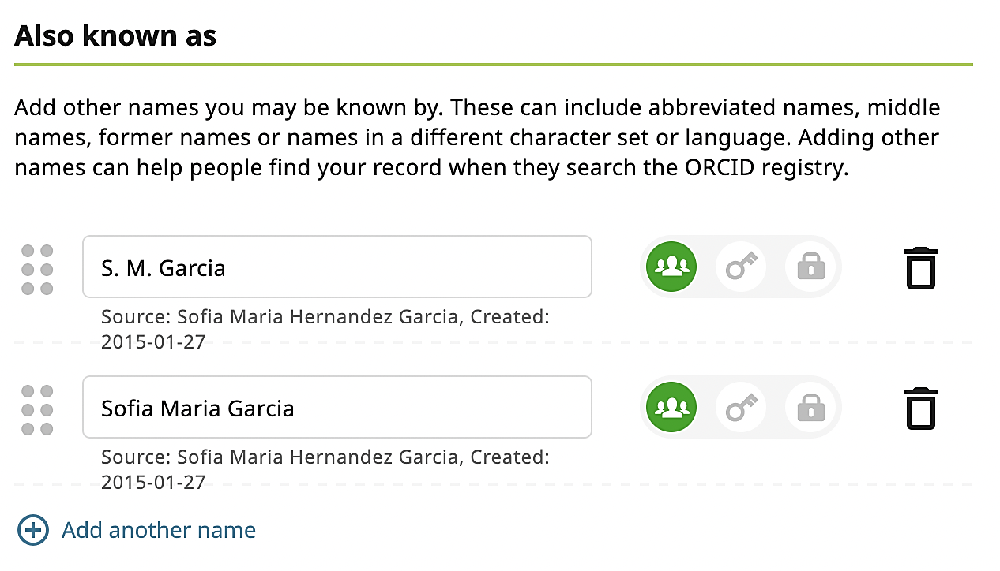 Also known as
Add other names you may be known by. These can include abbreviated names, middle
names, former names or names in a different character set or language. Adding other
names can help people find your record when they search the ORCID registry.
S. M. Garcia
Source: Sofia Maria Hernandez Garcia, Created:
2015-01-27
Sofia Maria Garcia
Source: Sofia Maria Hernandez Garcia, Created:
2015-01-27
Add another name